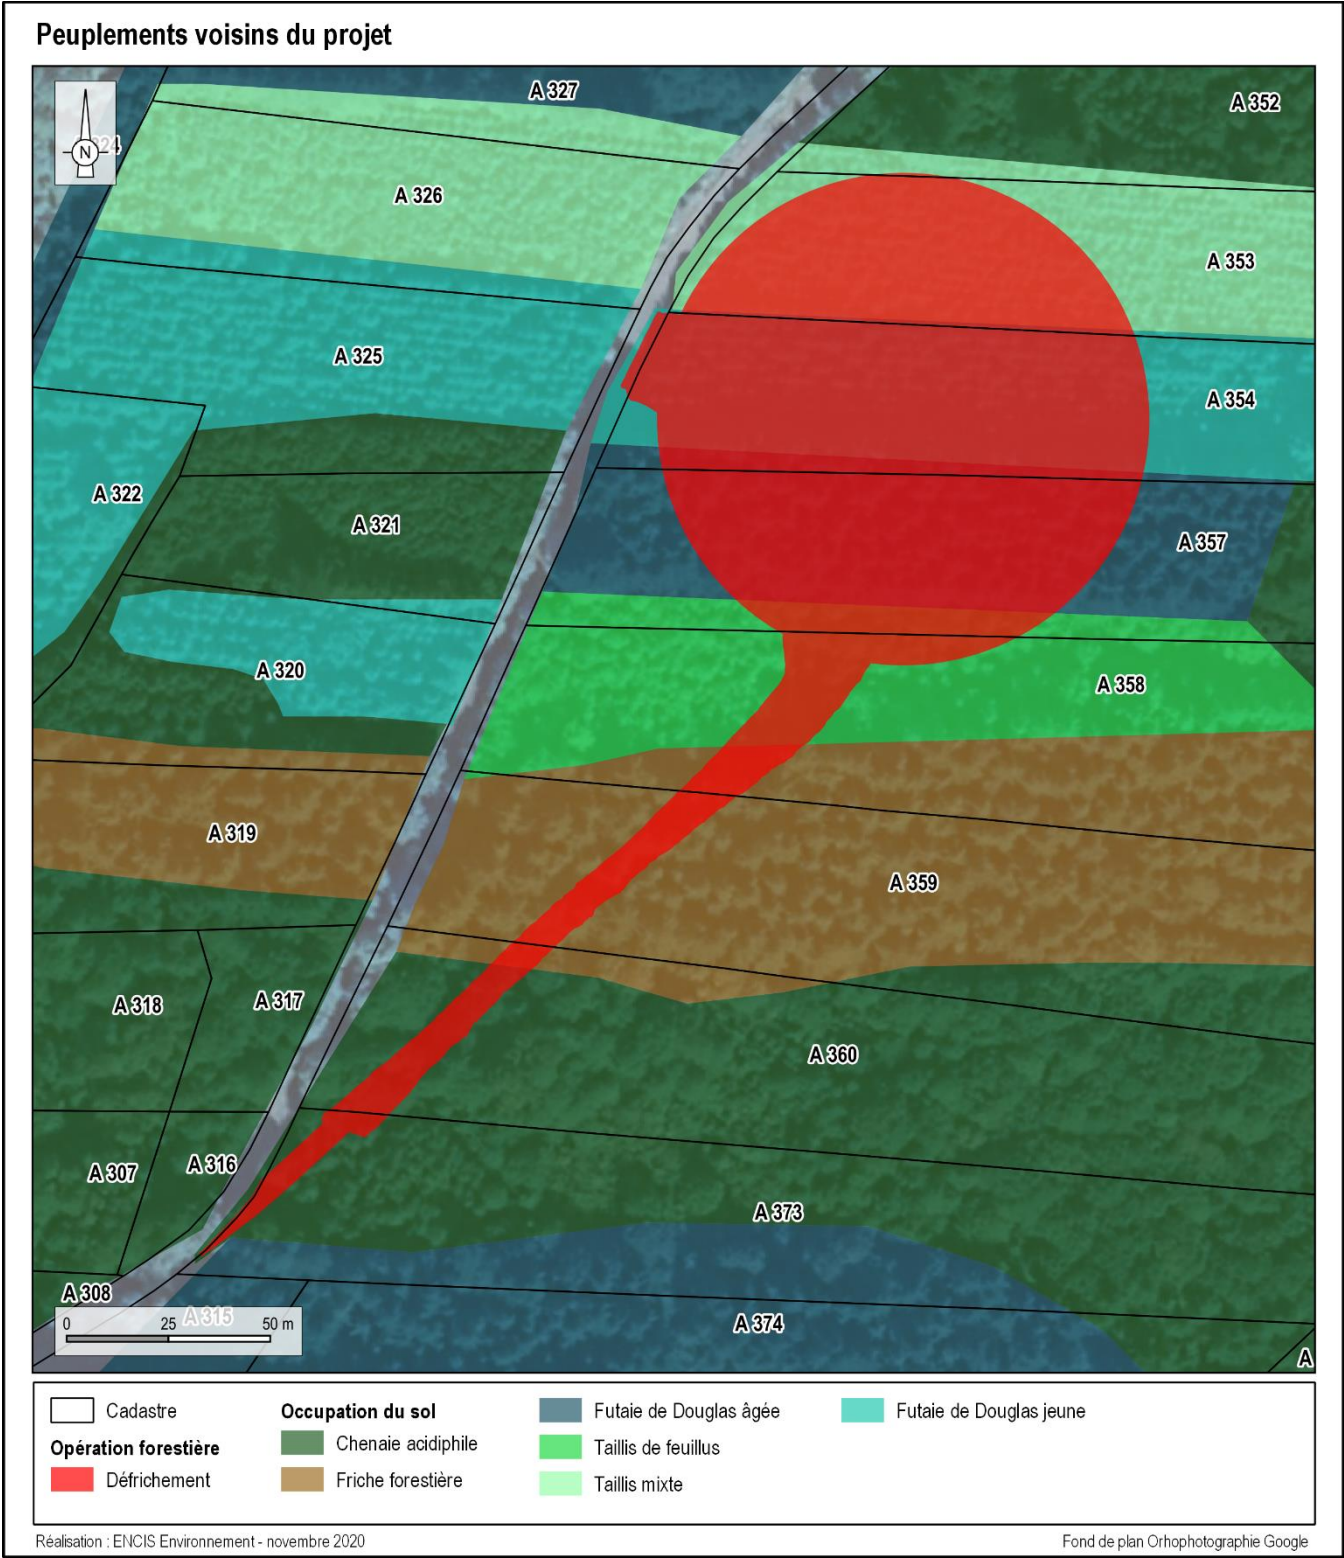 Peuplements voisins du projet
A 327
A 352
324
N
A 326
A 353
A 325
A 354
A 322
A 321
A 357
A 320
A 358
A 319
A 359
A 318
A 317
A 360
A 307
A 316
A 373
A 308
A 315
A 374
0 25 50 m
A
Cadastre
Opération forestière
Défrichement
Occupation du sol
Chenaie acidiphile
Friche forestière
Futaie de Douglas âgée
Taillis de feuillus
Taillis mixte
Futaie de Douglas jeune
Réalisation : ENCIS Environnement - novembre 2020
Fond de plan Orhophotographie Google